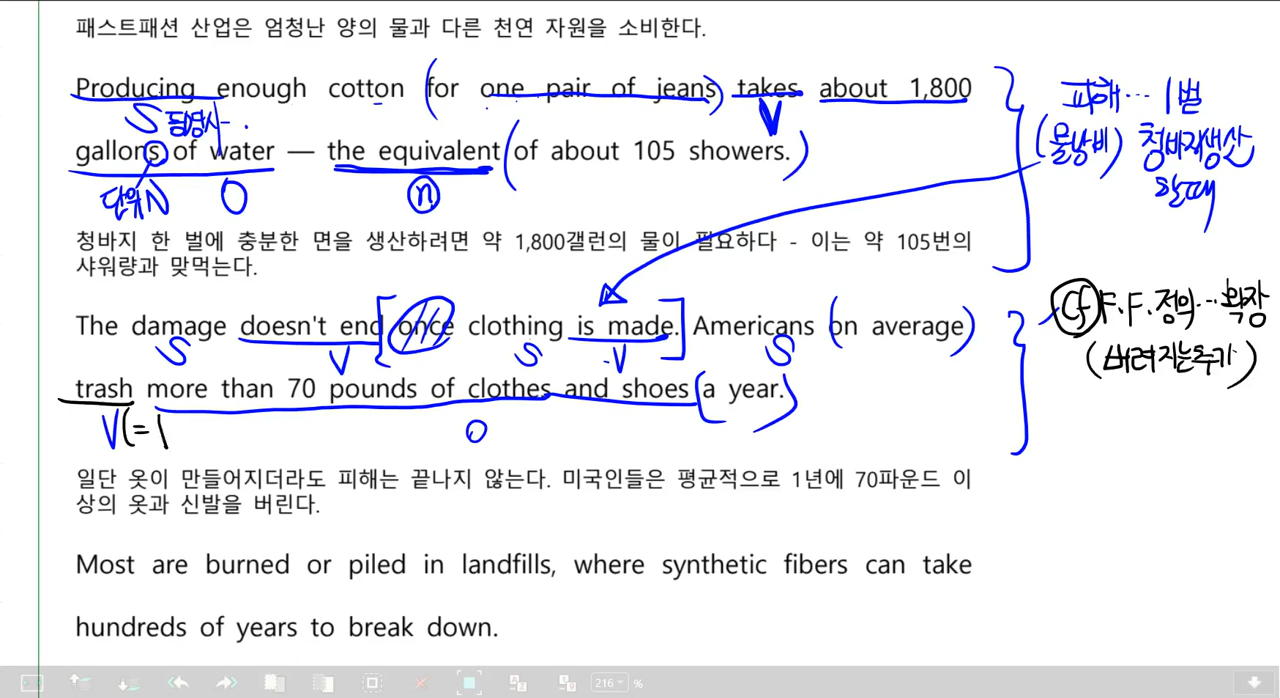 패스트패션 산업은 엄청난 양의 물과 다른 천연 자원을 소비한다.
Producing enough cotton (for one pair of jeans) takes about 1,800
S 동명사
V
gallons of water — the equivalent (of about 105 showers.)
단위N
O
n
피해… 1벌
(물낭비) 청바지생산
할때
청바지 한 벌에 충분한 면을 생산하려면 약 1,800갤런의 물이 필요하다 - 이는 약 105번의
샤워량과 맞먹는다.
The damage doesn't end [once clothing is made.] Americans (on average)
S
V
S
V
S
cf F.F.정의…확장
(버려지는추가)
trash more than 70 pounds of clothes and shoes (a year.)
V(=
O
일단 옷이 만들어지더라도 피해는 끝나지 않는다. 미국인들은 평균적으로 1년에 70파운드 이
상의 옷과 신발을 버린다.
Most are burned or piled in landfills, where synthetic fibers can take
hundreds of years to break down.
216 %